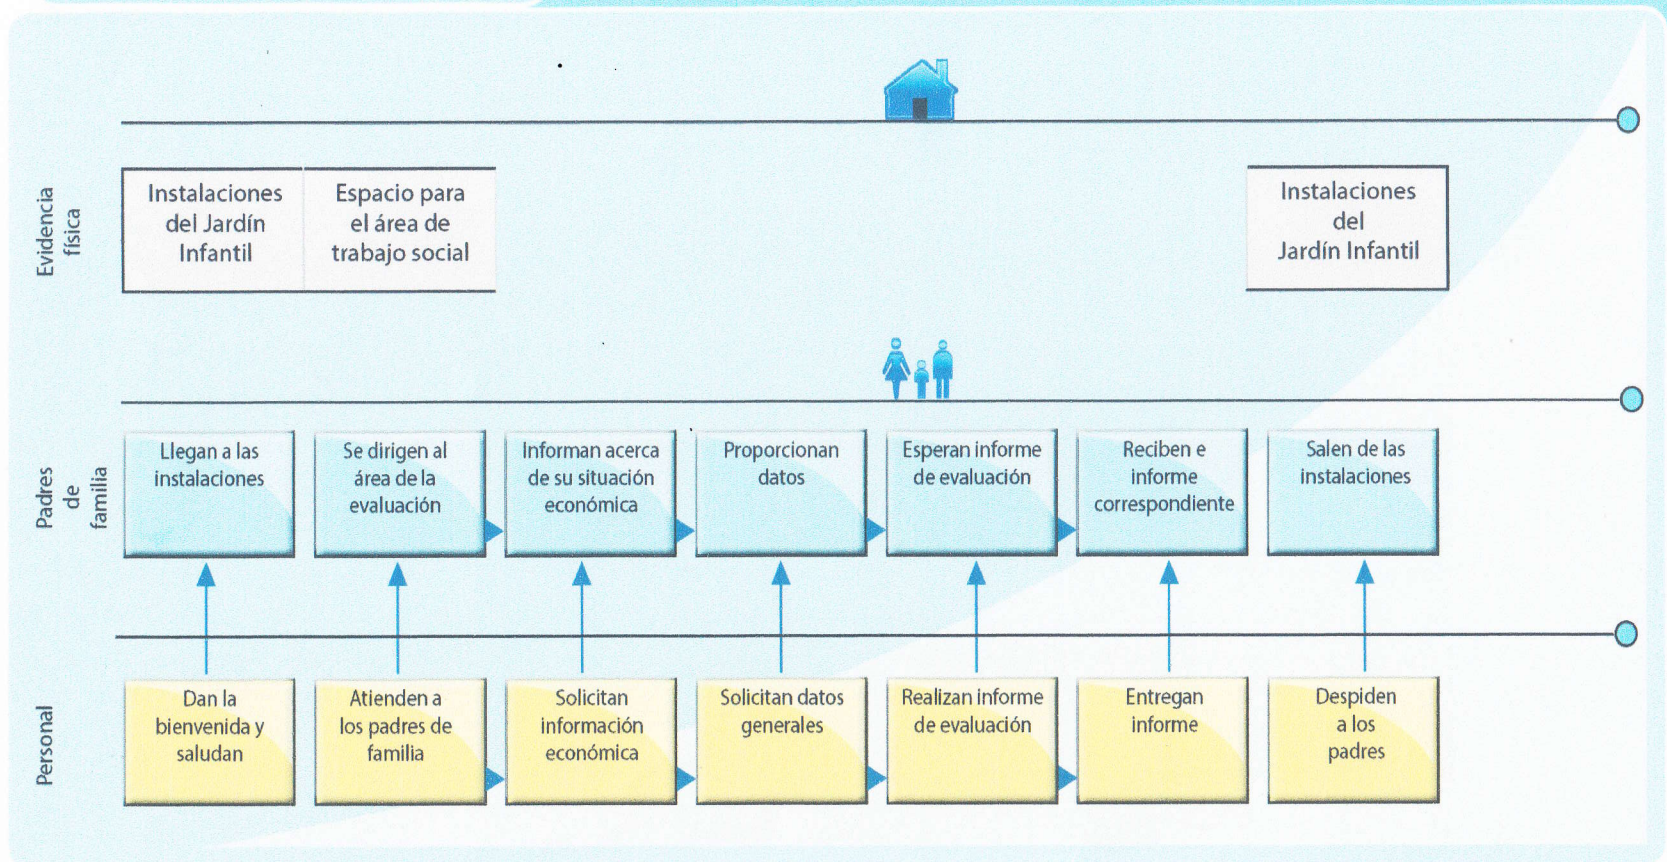 Evidencia
física
Instalaciones
del Jardín
Infantil
Espacio para
el área de
trabajo social
Instalaciones
del
Jardín Infantil
Padres
de
familia
Llegan a las
instalaciones
Se dirigen al
área de la
evaluación
Informan acerca
de su situación
económica
Proporcionan
datos
Esperan informe
de evaluación
Reciben e
informe
correspondiente
Salen de las
instalaciones
Personal
Dan la
bienvenida y
saludan
Atienden a
los padres de
familia
Solicitan
información
económica
Solicitan datos
generales
Realizan informe
de evaluación
Entregan
informe
Despiden
a los
padres